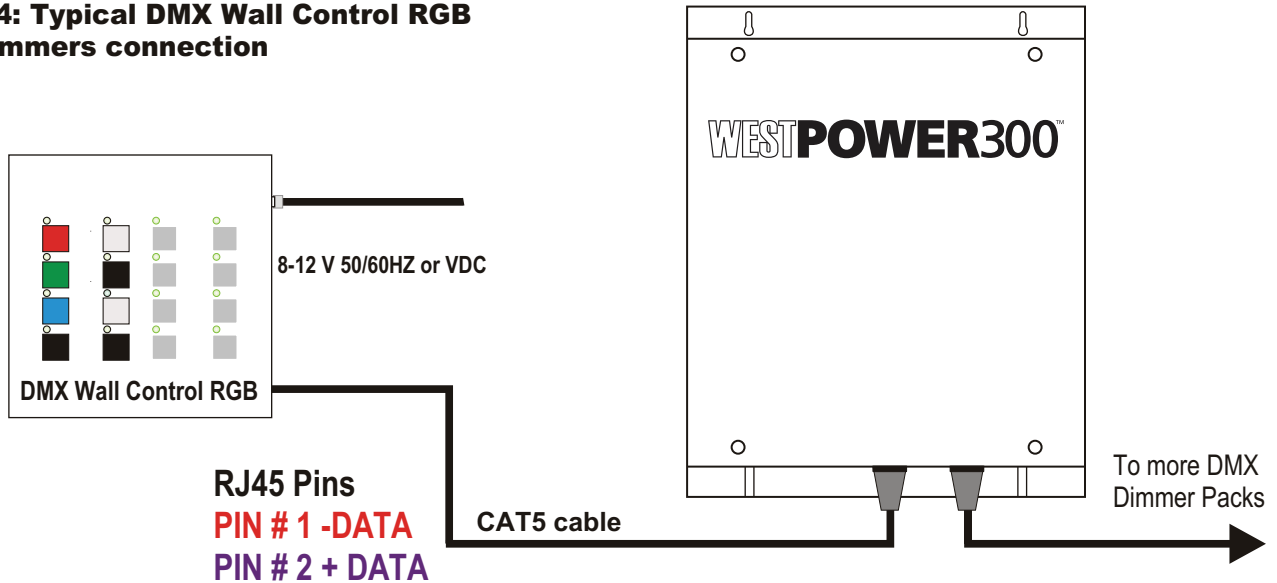 4: Typical DMX Wall Control RGB
mmers connection
WESTPOWER300™
8-12 V 50/60HZ or VDC
DMX Wall Control RGB
RJ45 Pins
PIN # 1 -DATA
PIN # 2 + DATA
CAT5 cable
To more DMX
Dimmer Packs